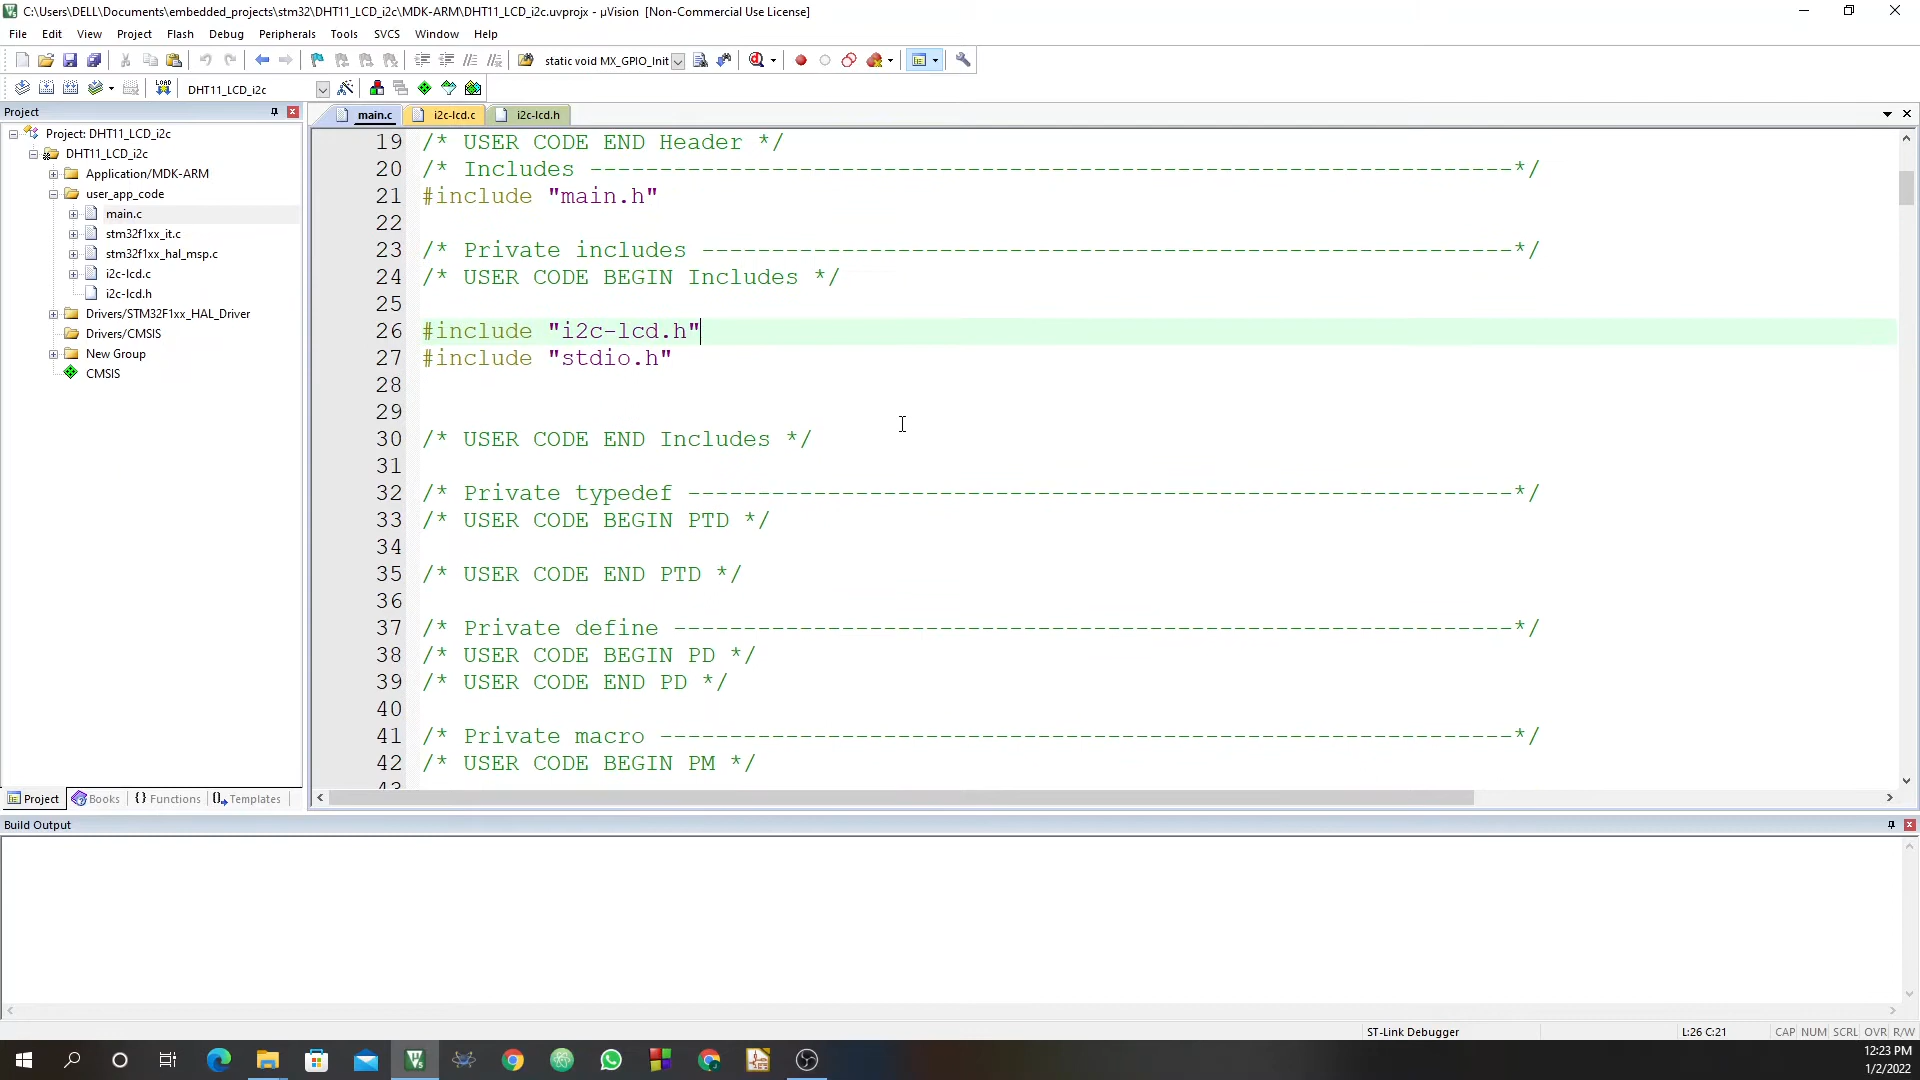 C:\Users\DELL\Documents\embedded_projects\stm32\DHT11_LCD_i2c\MDK-ARM\DHT11_LCD_i2c.uvprojx - µVision [Non-Commercial Use License]
File Edit View Project Flash Debug Peripherals Tools SVCS Window Help
static void MX_GPIO_Init
LOAD DHT11_LCD_i2c
Project
Project: DHT11_LCD_i2c
DHT11_LCD_i2c
Application/MDK-ARM
user_app_code
main.c
stm32f1xx_it.c
stm32f1xx_hal_msp.c
i2c-lcd.c
i2c-lcd.h
Drivers/STM32F1xx_HAL_Driver
Drivers/CMSIS
New Group
CMSIS
Project Books {} Functions Templates
main.c i2c-lcd.c i2c-lcd.h
19 /* USER CODE END Header */
20 /* Includes ------------------------------------------------------------------*/
21 #include "main.h"
22
23 /* Private includes ----------------------------------------------------------*/
24 /* USER CODE BEGIN Includes */
25
26 #include "i2c-lcd.h"
27 #include "stdio.h"
28
29
30 /* USER CODE END Includes */
31
32 /* Private typedef -----------------------------------------------------------*/
33 /* USER CODE BEGIN PTD */
34
35 /* USER CODE END PTD */
36
37 /* Private define ------------------------------------------------------------*/
38 /* USER CODE BEGIN PD */
39 /* USER CODE END PD */
40
41 /* Private macro -------------------------------------------------------------*/
42 /* USER CODE BEGIN PM */
43
Build Output
ST-Link Debugger L:26 C:21 CAP NUM SCRL OVR R/W
12:23 PM
1/2/2022